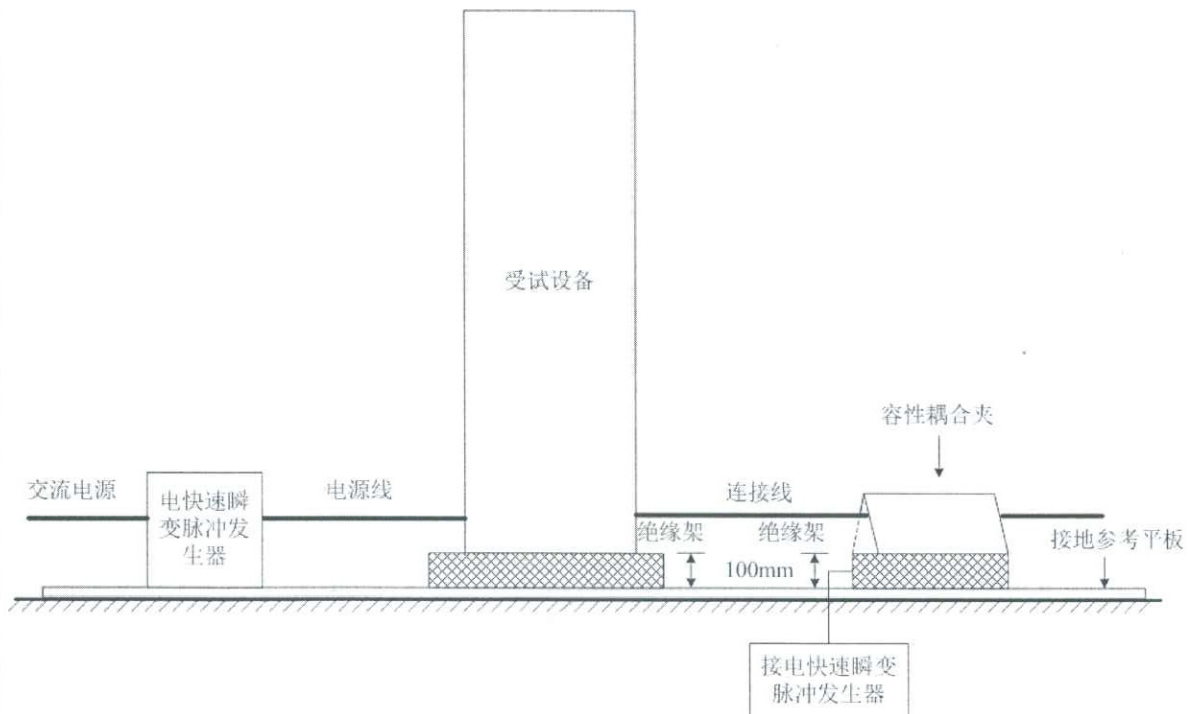 受试设备
容性耦合夹
交流电源
电快速瞬
变脉冲发
生器
电源线
连接线
绝缘架
绝缘架
接地参考平板
100mm
接电快速瞬变
脉冲发生器